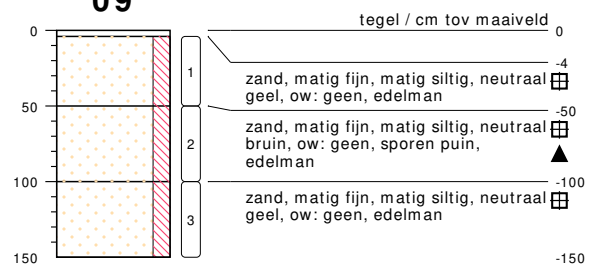 09
tegel / cm tov maaiveld
0
0
-4
zand, matig fijn, matig siltig, neutraal
geel, ow: geen, edelman
1
50
-50
zand, matig fijn, matig siltig, neutraal
bruin, ow: geen, sporen puin,
edelman
2
100
-100
zand, matig fijn, matig siltig, neutraal
geel, ow: geen, edelman
3
150
-150